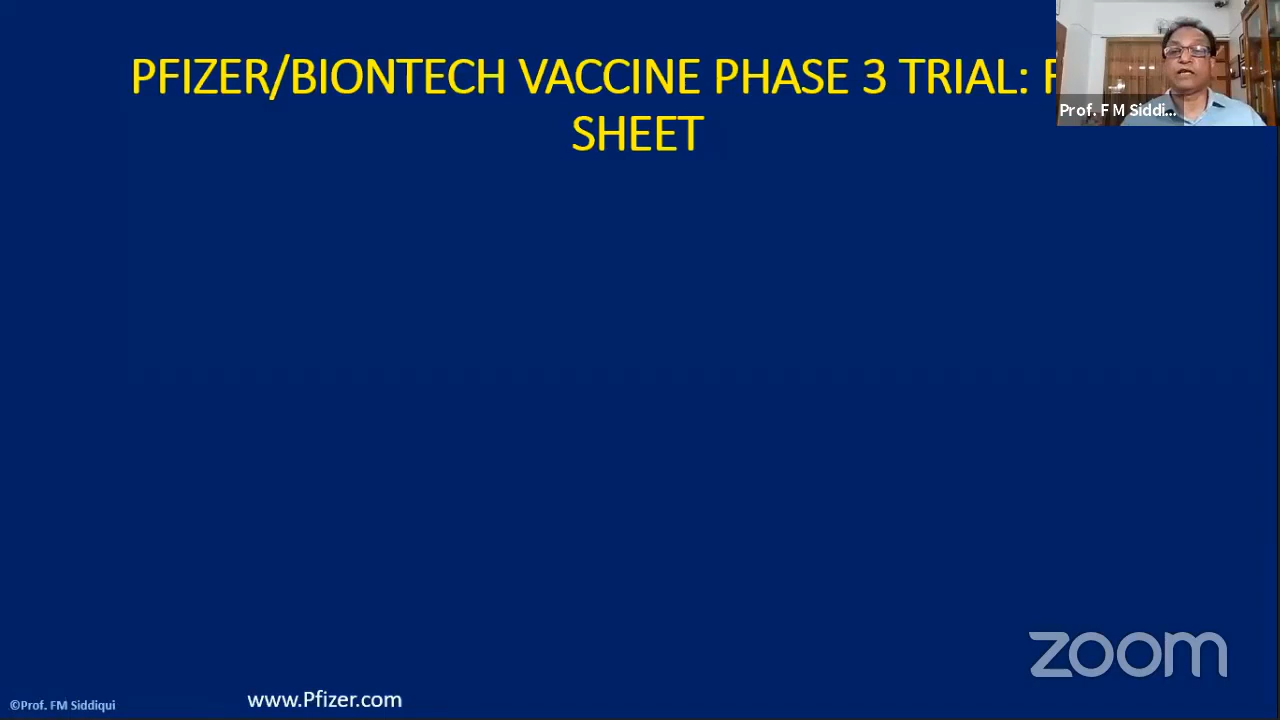 PFIZER/BIONTECH VACCINE PHASE 3 TRIAL:
SHEET
Prof. F M Siddi...
zoom
www.Pfizer.com
©Prof. FM Siddiqui